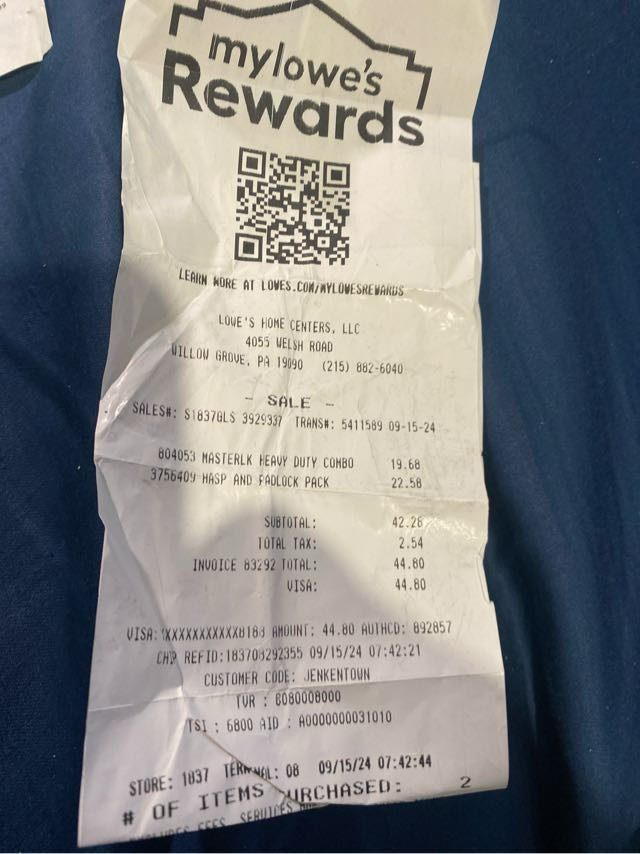 mylowe's
Rewards
LEARN MORE AT LOWES.COM/MYLOWESREWARDS
LOWE'S HOME CENTERS, LLC
4055 WELSH ROAD
WILLOW GROVE, PA 19090 (215) 882-6040
- SALE -
SALES#: S1837GLS 3929337 TRANS#: 5411589 09-15-24
804053 MASTERLK HEAVY DUTY COMBO 19.68
3756409 HASP AND PADLOCK PACK 22.58
SUBTOTAL: 42.26
TOTAL TAX: 2.54
INVOICE 83292 TOTAL: 44.80
VISA: 44.80
VISA: XXXXXXXXXXXX8183 AMOUNT: 44.80 AUTHCD: 892857
CHIP REFID:183708292355 09/15/24 07:42:21
CUSTOMER CODE: JENKENTOWN
TVR : 8080008000
TSI : 6800 AID : A0000000031010
STORE: 1837 TERMINAL: 08 09/15/24 07:42:44
# OF ITEMS PURCHASED: 2
EXCLUDES FEES, SERVICES